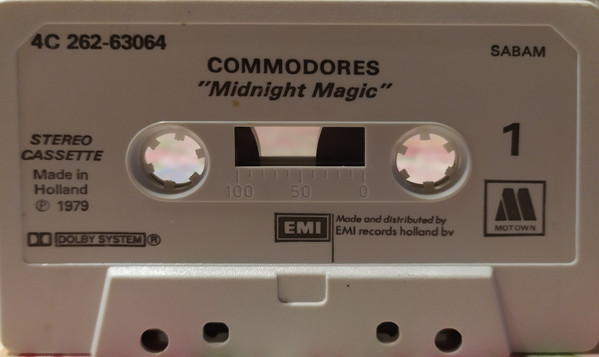 4C 262-63064
SABAM
COMMODORES
"Midnight Magic"
STEREO
CASSETTE
Made in
Holland
℗ 1979
1
100 50 0
DOLBY SYSTEM ®
EMI
Made and distributed by
EMI records holland bv
M
MOTOWN